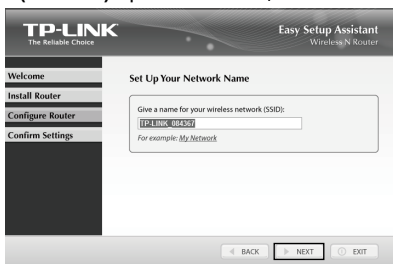 TP-LINK
The Reliable Choice
Easy Setup Assistant
Wireless N Router
Welcome
Install Router
Configure Router
Confirm Settings
Set Up Your Network Name
Give a name for your wireless network (SSID):
TP-LINK_084367
For example: My Network
BACK
NEXT
EXIT